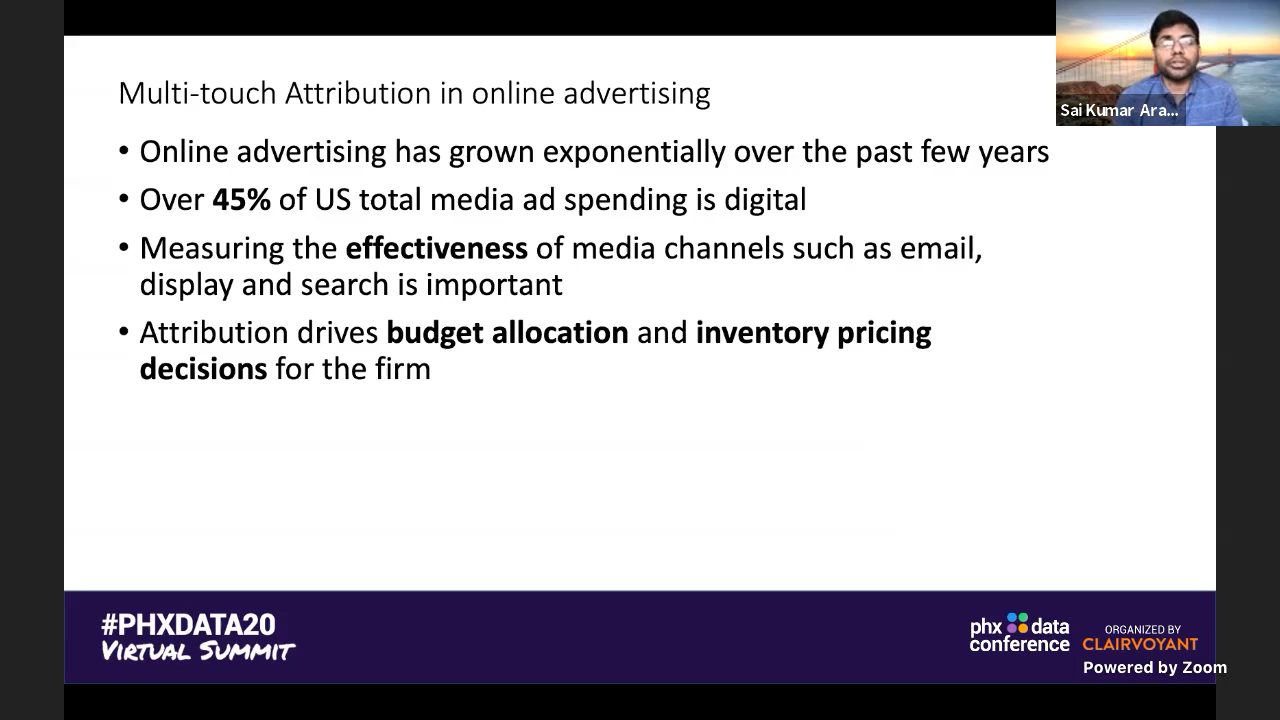 Multi-touch Attribution in online advertising
• Online advertising has grown exponentially over the past few years
• Over 45% of US total media ad spending is digital
• Measuring the effectiveness of media channels such as email,
display and search is important
• Attribution drives budget allocation and inventory pricing
decisions for the firm
Sai Kumar Ara...
#PHXDATA20
VIRTUAL SUMMIT
phx data
conference
ORGANIZED BY
CLAIRVOYANT
Powered by Zoom